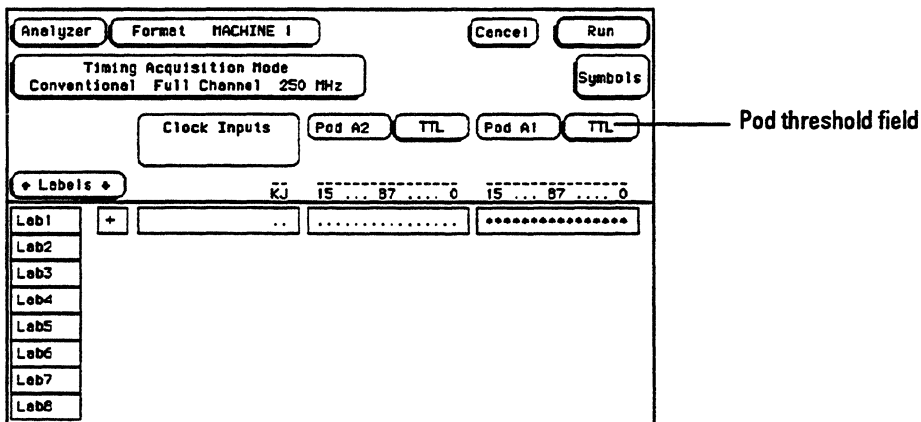 Analyzer Format MACHINE 1 Cancel Run
Timing Acquisition Mode
Conventional Full Channel 250 MHz
Symbols
Clock Inputs Pod A2 TTL Pod A1 TTL Pod threshold field
+ Labels + KJ 15 ... 87 .... 0 15 ... 87 .... 0
Lab1 + .. ................ ****************
Lab2
Lab3
Lab4
Lab5
Lab6
Lab7
Lab8